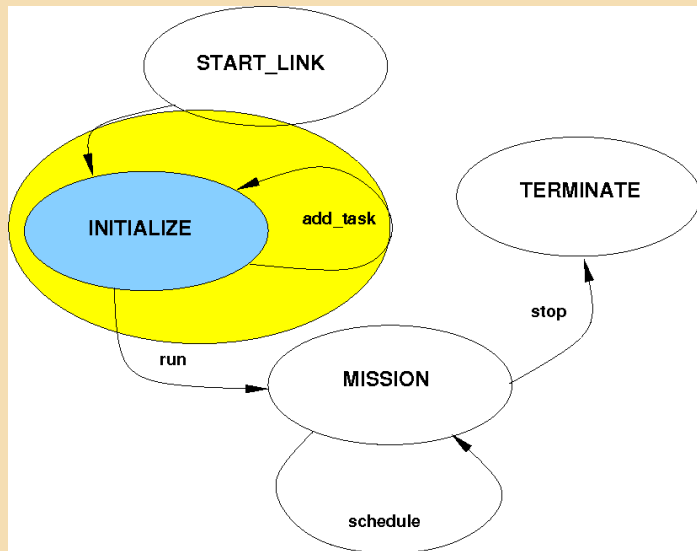 START_LINK
TERMINATE
add_task
INITIALIZE
stop
run
MISSION
schedule